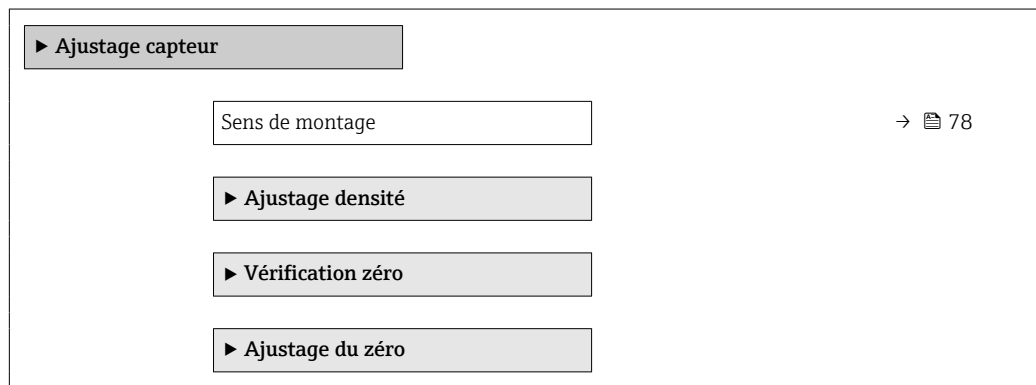 ▶ Ajustage capteur
Sens de montage → 🖹 78
▶ Ajustage densité
▶ Vérification zéro
▶ Ajustage du zéro